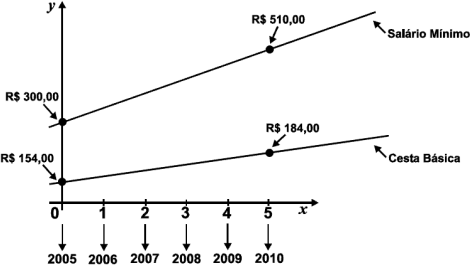 y
R$ 510,00
Salário Mínimo
R$ 300,00
R$ 184,00
R$ 154,00
Cesta Básica
0 1 2 3 4 5 x
2005 2006 2007 2008 2009 2010